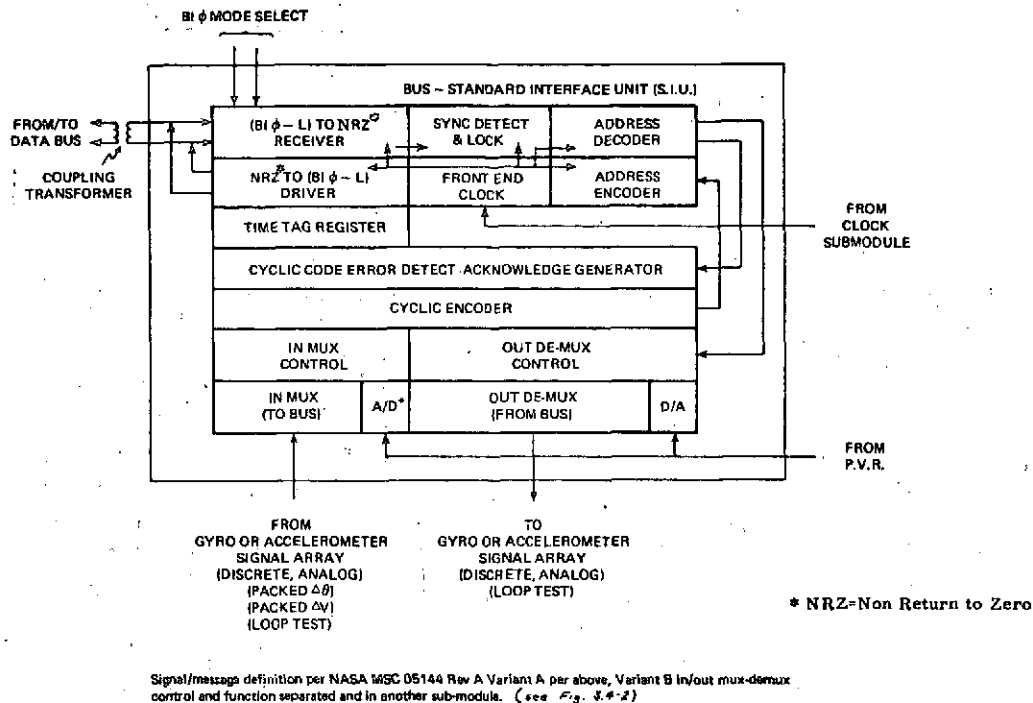 BI ϕ MODE SELECT
BUS ~ STANDARD INTERFACE UNIT (S.I.U.)
FROM/TO
DATA BUS
COUPLING
TRANSFORMER
(BI ϕ – L) TO NRZ*
RECEIVER
SYNC DETECT
& LOCK
ADDRESS
DECODER
NRZ* TO (BI ϕ – L)
DRIVER
FRONT END
CLOCK
ADDRESS
ENCODER
FROM
CLOCK
SUBMODULE
TIME TAG REGISTER
CYCLIC CODE ERROR DETECT-ACKNOWLEDGE GENERATOR
CYCLIC ENCODER
IN MUX
CONTROL
OUT DE-MUX
CONTROL
IN MUX
(TO BUS)
A/D*
OUT DE-MUX
(FROM BUS)
D/A
FROM
P.V.R.
FROM
GYRO OR ACCELEROMETER
SIGNAL ARRAY
(DISCRETE, ANALOG)
(PACKED Δθ)
(PACKED ΔV)
(LOOP TEST)
TO
GYRO OR ACCELEROMETER
SIGNAL ARRAY
(DISCRETE, ANALOG)
(LOOP TEST)
* NRZ=Non Return to Zero
Signal/message definition per NASA MSC 05144 Rev A Variant A per above, Variant B in/out mux-demux
control and function separated and in another sub-module. (see Fig. 3.4-2)